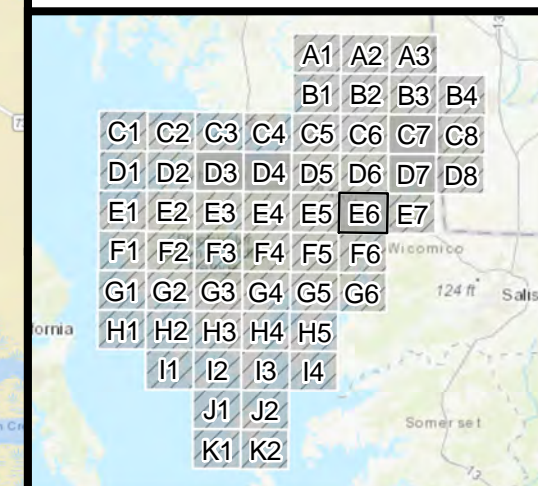 A1 A2 A3
B1 B2 B3 B4
C1 C2 C3 C4 C5 C6 C7 C8
D1 D2 D3 D4 D5 D6 D7 D8
E1 E2 E3 E4 E5 E6 E7
F1 F2 F3 F4 F5 F6 Wicomico
G1 G2 G3 G4 G5 G6 124 ft Salis
ornia H1 H2 H3 H4 H5
I1 I2 I3 I4
J1 J2 Somerset
K1 K2
13